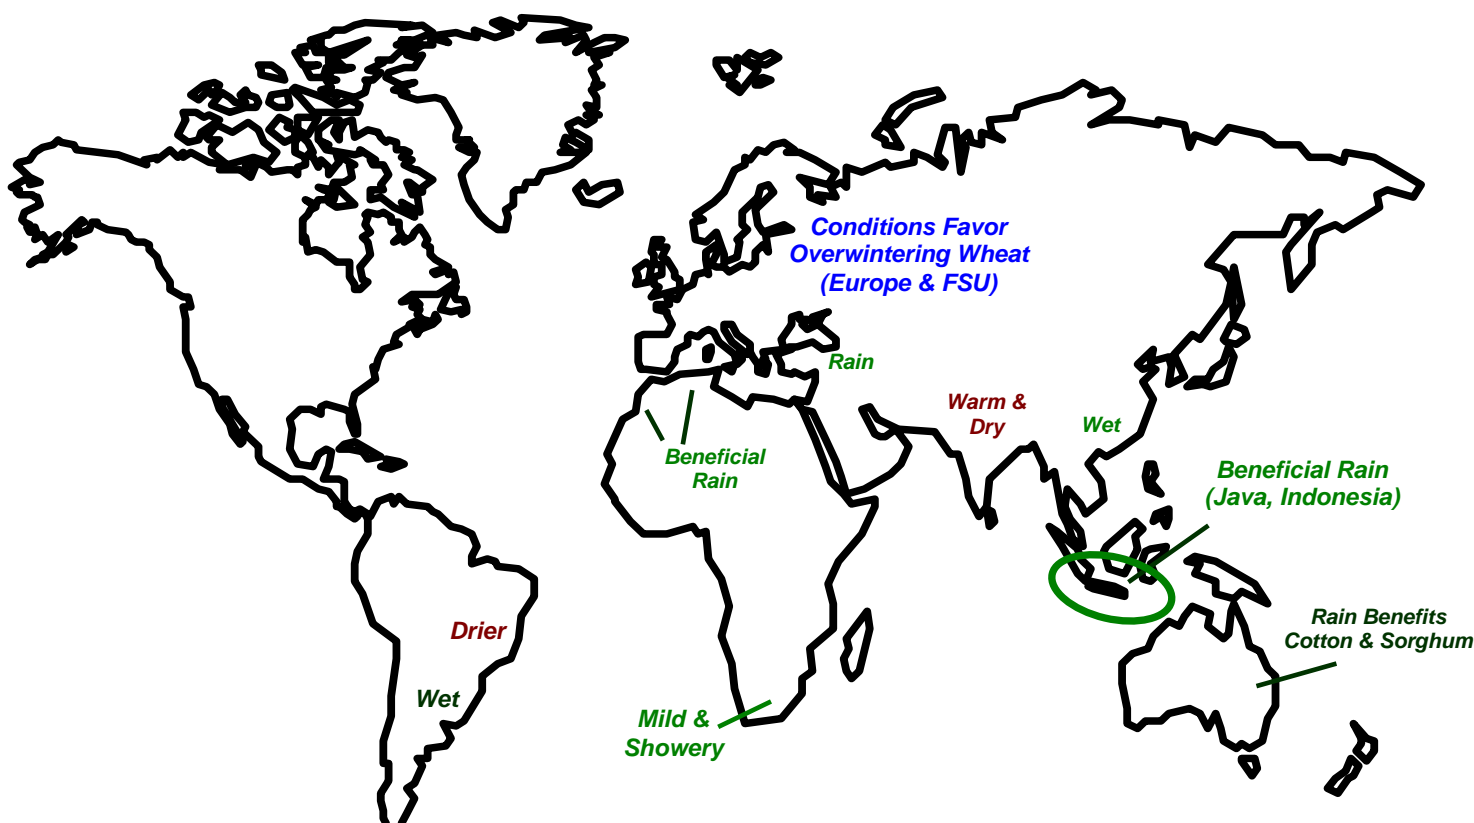 Conditions Favor
Overwintering Wheat
(Europe & FSU)
Rain
Warm &
Dry
Wet
Beneficial
Rain
Beneficial Rain
(Java, Indonesia)
Rain Benefits
Cotton & Sorghum
Drier
Wet
Mild &
Showery